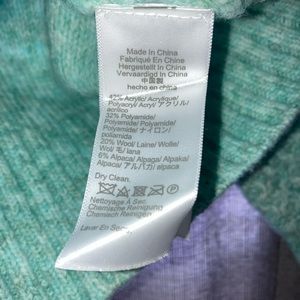 Made In China
Fabriqué En Chine
Hergestellt In China
Vervaardigd In China
中国製
hecho en china
42% Acrylic/ Acrylique/
Polyacryl/ Acryl/ アクリル/
acrílico
32% Polyamide/
Polyamide/ Polyamid/
Polyamide/ ナイロン/
poliamida
20% Wool/ Laine/ Wolle/
Wol/ 毛/ lana
6% Alpaca/ Alpaga/ Alpaka/
Alpaca/ アルパカ/ alpaca
Dry Clean.
Nettoyage À Sec.
Chemische Reinigung
Chemisch Reinigen
Lavar En Seco